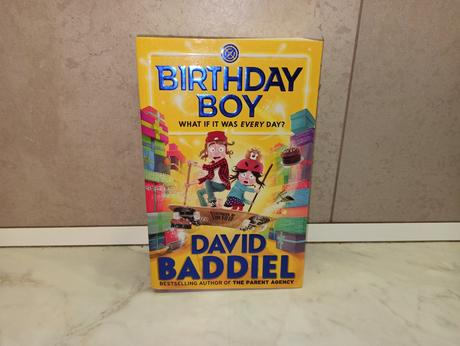 BIRTHDAY
BOY
WHAT IF IT WAS EVERY DAY?
DAVID
BADDIEL
BESTSELLING AUTHOR OF THE PARENT AGENCY